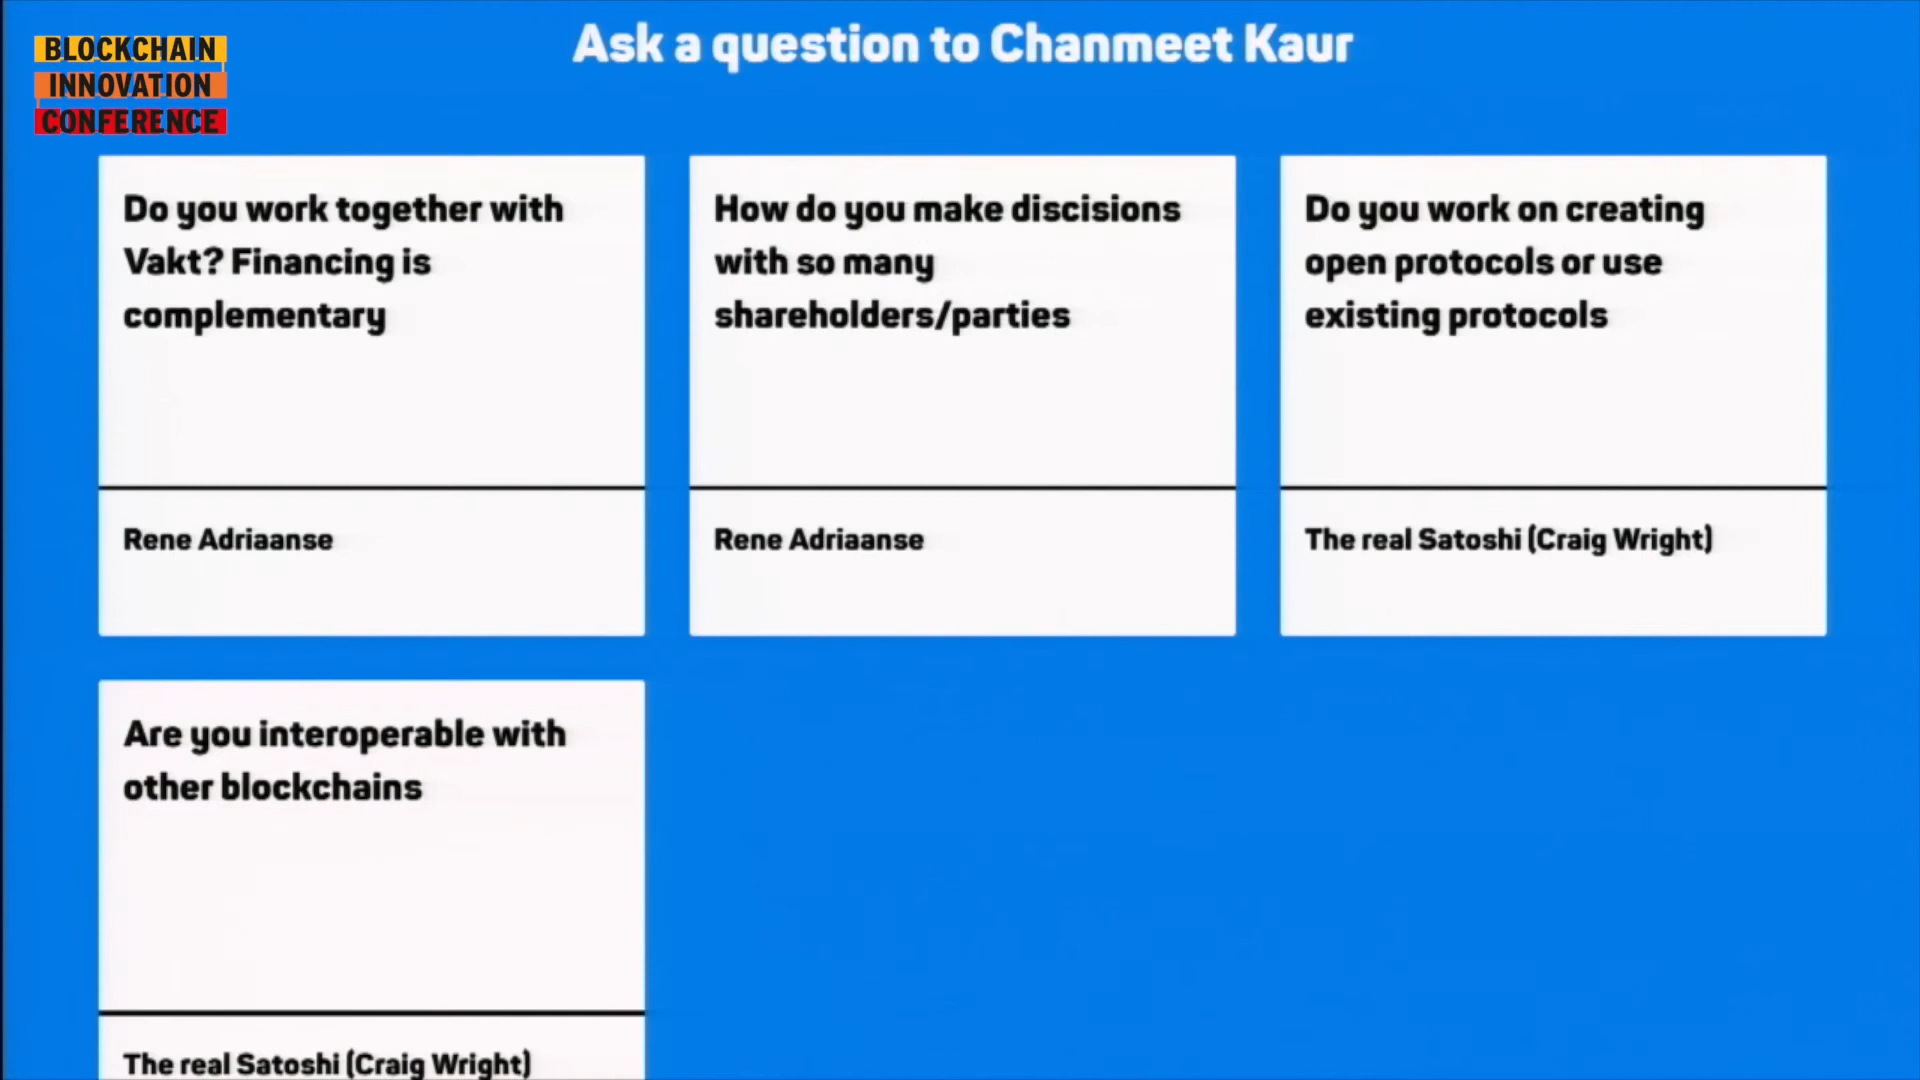 BLOCKCHAIN
INNOVATION
CONFERENCE
Ask a question to Chanmeet Kaur
Do you work together with
Vakt? Financing is
complementary
Rene Adriaanse
How do you make discisions
with so many
shareholders/parties
Rene Adriaanse
Do you work on creating
open protocols or use
existing protocols
The real Satoshi (Craig Wright)
Are you interoperable with
other blockchains
The real Satoshi (Craig Wright)